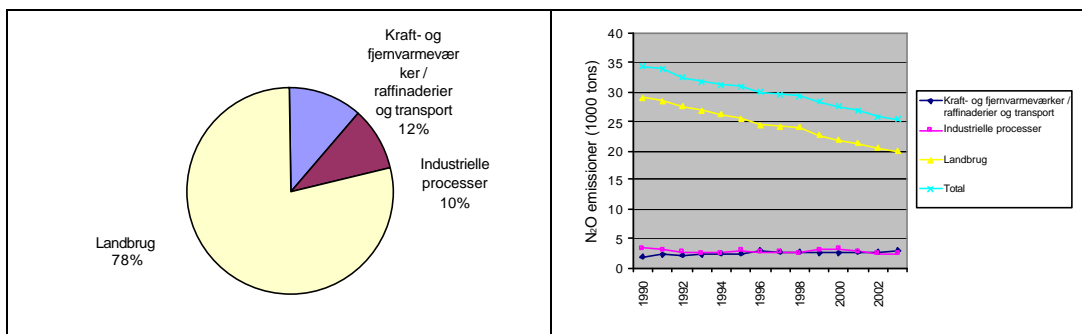 Kraft- og
fjernvarmevær
ker /
raffinaderier
og transport
12%
Industrielle
processer
10%
Landbrug
78%
N₂O emissioner (1000 tons)
40
35
30
25
20
15
10
5
0
1990
1992
1994
1996
1998
2000
2002
Kraft- og fjernvarmeværker /
raffinaderier og transport
Industrielle processer
Landbrug
Total